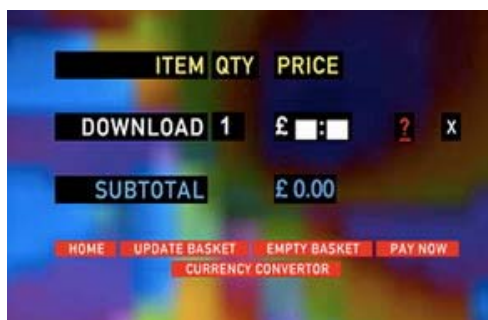 ITEM QTY PRICE
DOWNLOAD 1 £ : ? X
SUBTOTAL £ 0.00
HOME UPDATE BASKET EMPTY BASKET PAY NOW
CURRENCY CONVERTOR